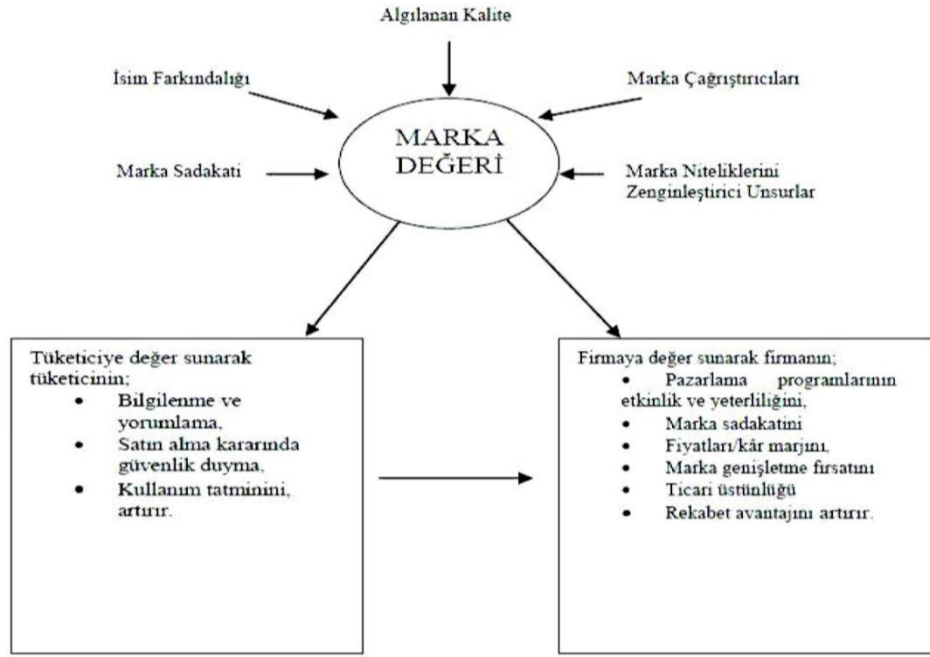 Algılanan Kalite
İsim Farkındalığı
Marka Çağrıştırıcıları
MARKA
DEĞERİ
Marka Sadakati
Marka Niteliklerini
Zenginleştirici Unsurlar
Tüketiciye değer sunarak
tüketicinin;
• Bilgilenme ve
yorumlama,
• Satın alma kararında
güvenlik duyma,
• Kullanım tatminini,
artırır.
Firmaya değer sunarak firmanın;
• Pazarlama programlarının
etkinlik ve yeterliliğini,
• Marka sadakatini
• Fiyatları/kâr marjını,
• Marka genişletme fırsatını
• Ticari üstünlüğü
• Rekabet avantajını artırır.